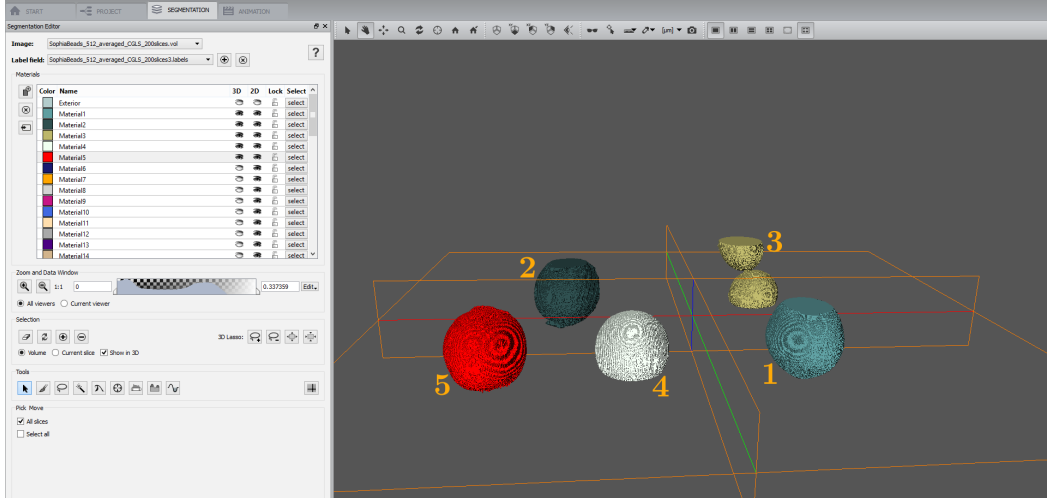 START PROJECT SEGMENTATION ANIMATION
Segmentation Editor
Image: SophiaBeads_512_averaged_CGLS_200slices.vol
?
Label field: SophiaBeads_512_averaged_CGLS_200slices3.labels
Materials
Color Name 3D 2D Lock Select
Exterior select
Material1 select
Material2 select
Material3 select
Material4 select
Material5 select
Material6 select
Material7 select
Material8 select
Material9 select
Material10 select
Material11 select
Material12 select
Material13 select
Material14 select
Zoom and Data Window
1:1 0 0.337359 Edit
All viewers Current viewer
Selection
3D Lasso:
Volume Current slice Show in 3D
Tools
Pick Move
All slices
Select all
[µm]
3
2
1
4
5